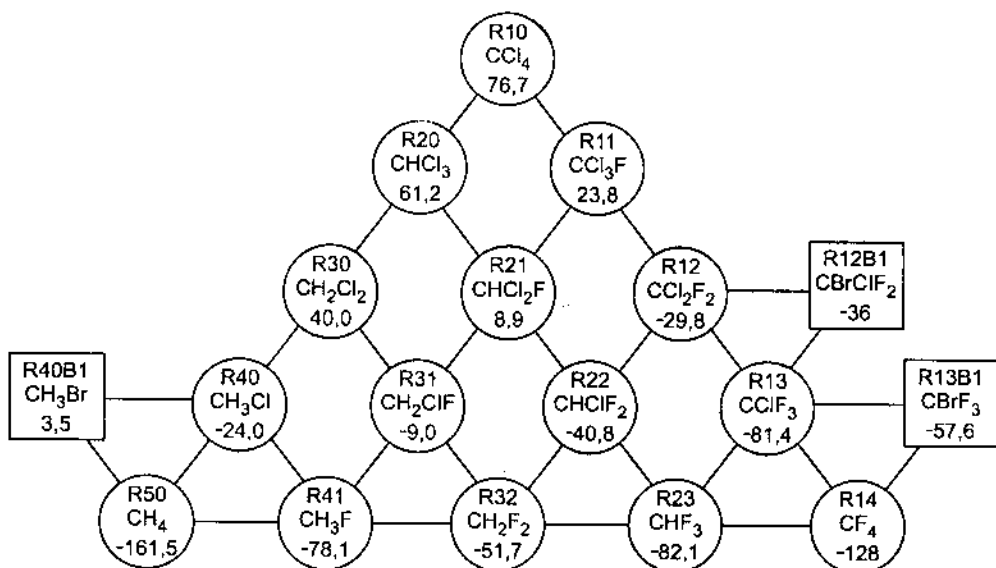 R10
CCl₄
76,7
R20
CHCl₃
61,2
R11
CCl₃F
23,8
R30
CH₂Cl₂
40,0
R21
CHCl₂F
8,9
R12
CCl₂F₂
-29,8
R12B1
CBrClF₂
-36
R40B1
CH₃Br
3,5
R40
CH₃Cl
-24,0
R31
CH₂ClF
-9,0
R22
CHClF₂
-40,8
R13
CClF₃
-81,4
R13B1
CBrF₃
-57,6
R50
CH₄
-161,5
R41
CH₃F
-78,1
R32
CH₂F₂
-51,7
R23
CHF₃
-82,1
R14
CF₄
-128